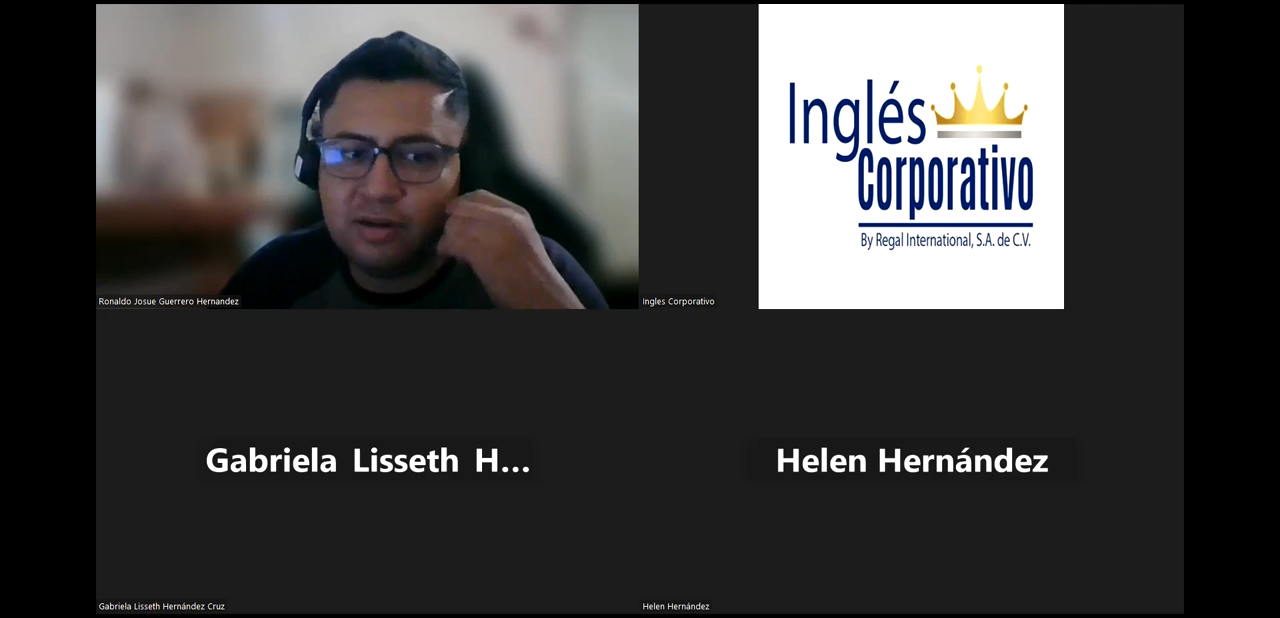 Inglés
Corporativo
By Regal International, S.A. de C.V.
Ronaldo Josue Guerrero Hernandez
Ingles Corporativo
Gabriela Lisseth H...
Helen Hernández
Gabriela Lisseth Hernández Cruz
Helen Hernández